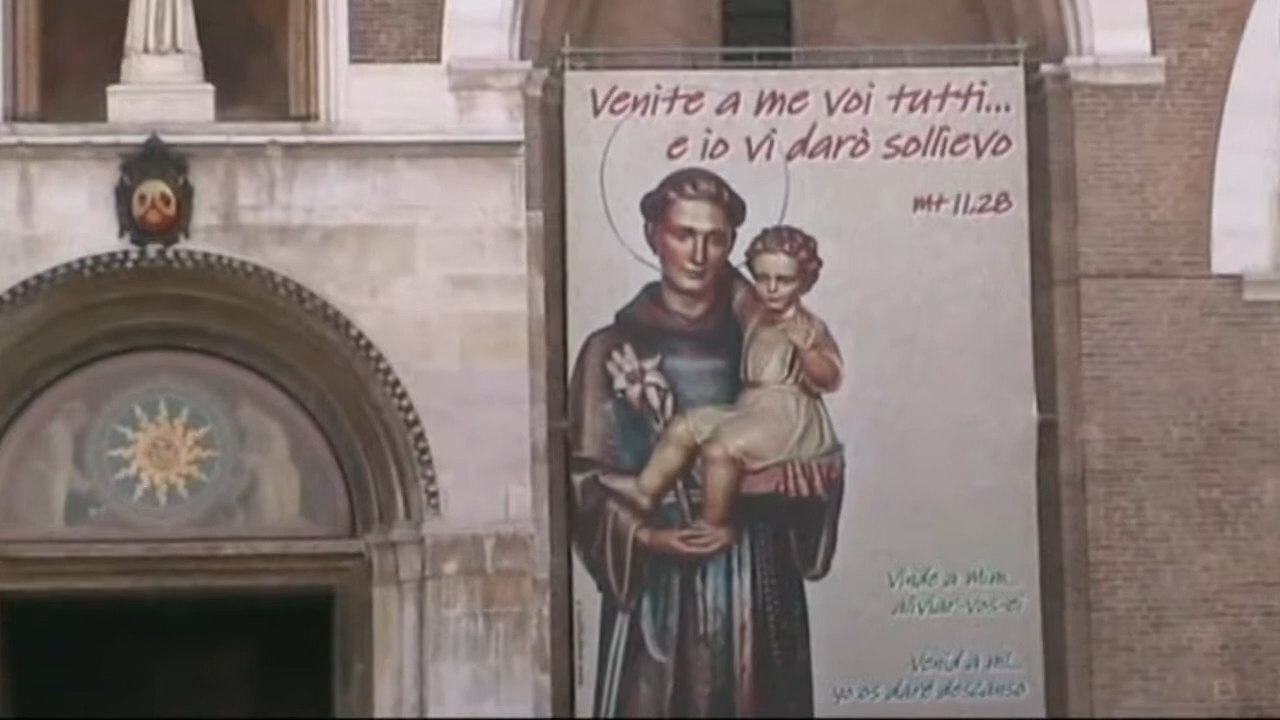 Venite a me voi tutti...
e io vi darò sollievo
mt 11.28
Vinde a mim...
aliviar-vos-ei
Venid a mi...
yo os daré descanso